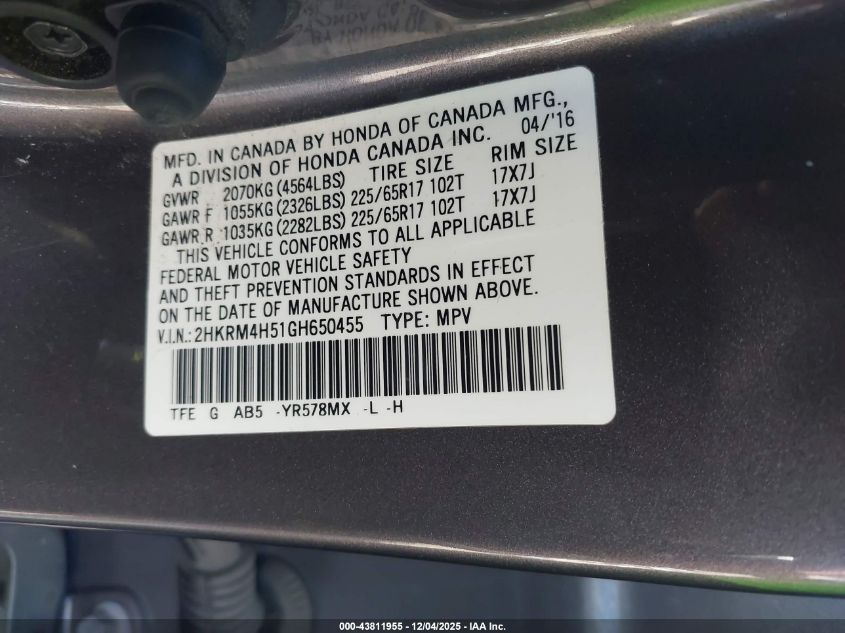 MFD. IN CANADA BY HONDA OF CANADA MFG.,
A DIVISION OF HONDA CANADA INC. 04/'16
GVWR 2070KG (4564LBS) TIRE SIZE RIM SIZE
GAWR F 1055KG (2326LBS) 225/65R17 102T 17X7J
GAWR R 1035KG (2282LBS) 225/65R17 102T 17X7J
THIS VEHICLE CONFORMS TO ALL APPLICABLE
FEDERAL MOTOR VEHICLE SAFETY
AND THEFT PREVENTION STANDARDS IN EFFECT
ON THE DATE OF MANUFACTURE SHOWN ABOVE.
V.I.N.: 2HKRM4H51GH650455 TYPE: MPV
TFE G AB5 -YR578MX -L -H
000-43811955 - 12/04/2025 - IAA Inc.